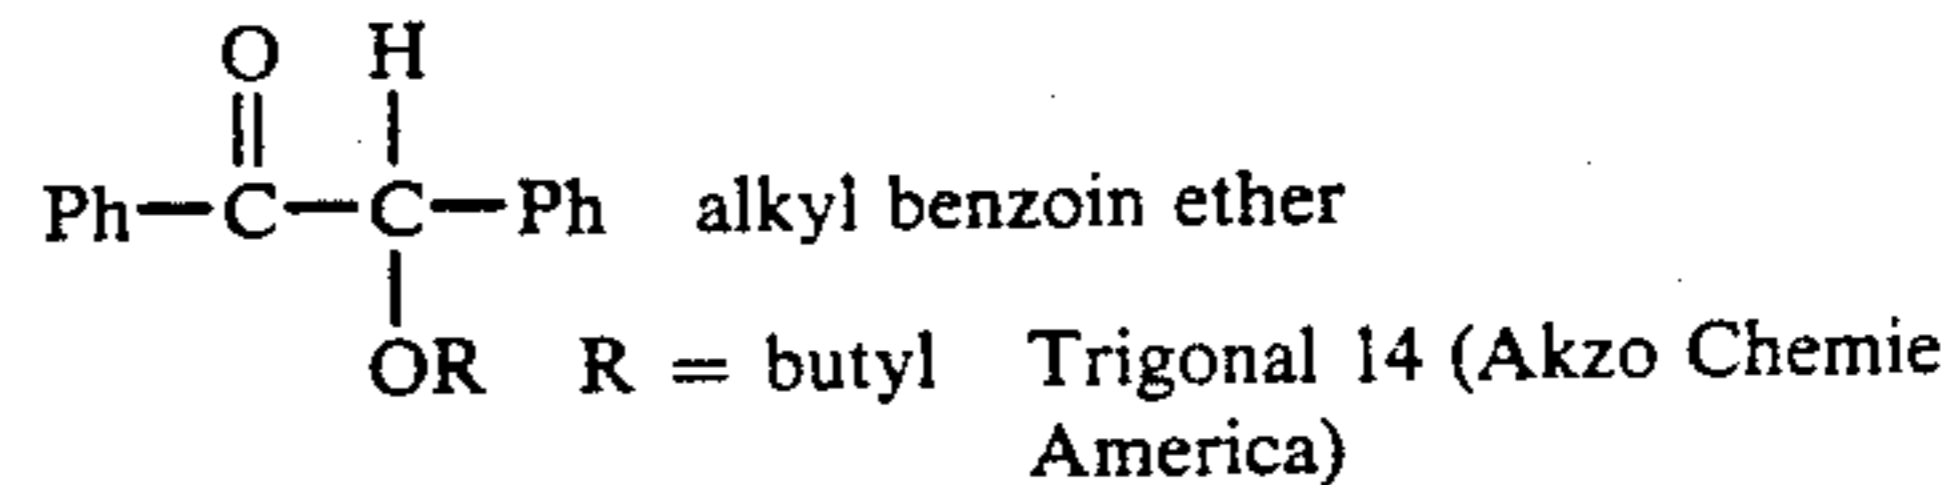 O H
Ph—C—C—Ph alkyl benzoin ether
OR R = butyl Trigonal 14 (Akzo Chemie
America)